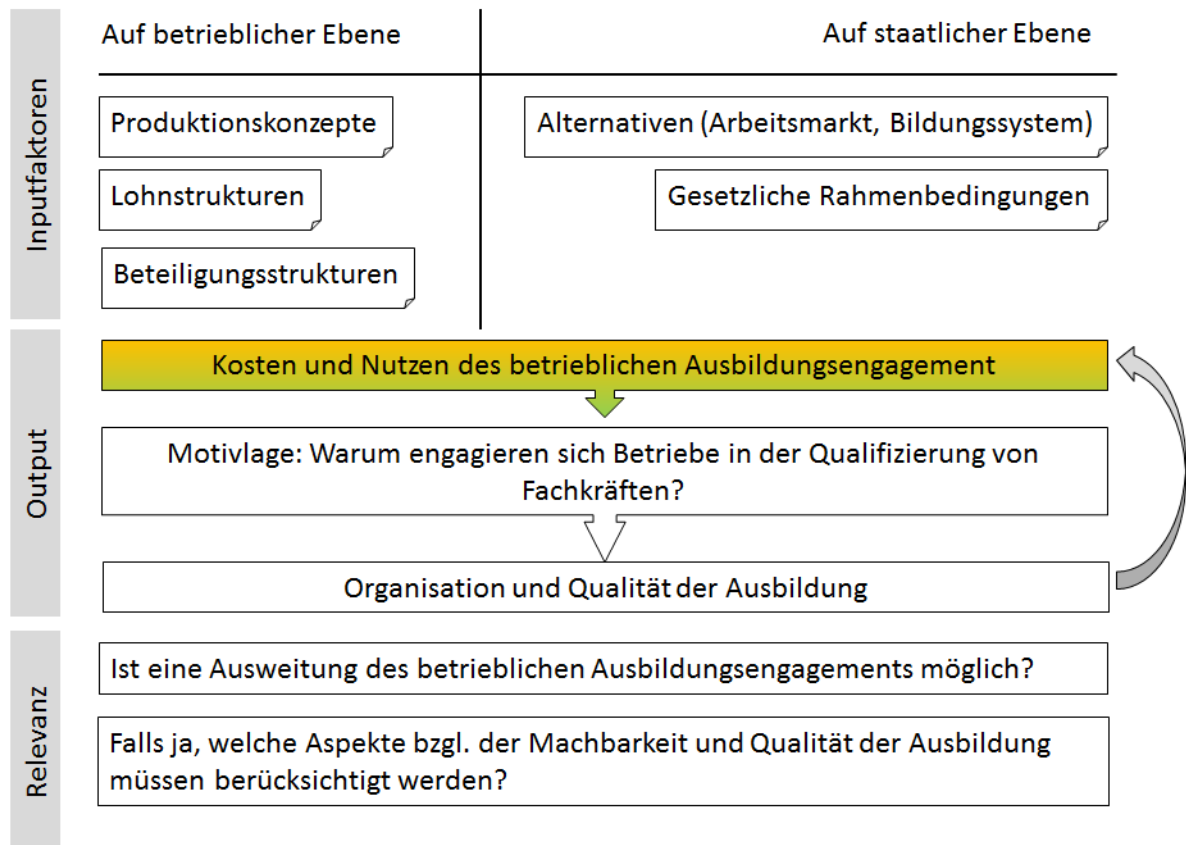 Auf betrieblicher Ebene
Auf staatlicher Ebene
Inputfaktoren
Produktionskonzepte
Alternativen (Arbeitsmarkt, Bildungssystem)
Lohnstrukturen
Gesetzliche Rahmenbedingungen
Beteiligungsstrukturen
Output
Kosten und Nutzen des betrieblichen Ausbildungsengagement
Motivlage: Warum engagieren sich Betriebe in der Qualifizierung von
Fachkräften?
Organisation und Qualität der Ausbildung
Relevanz
Ist eine Ausweitung des betrieblichen Ausbildungsengagements möglich?
Falls ja, welche Aspekte bzgl. der Machbarkeit und Qualität der Ausbildung
müssen berücksichtigt werden?